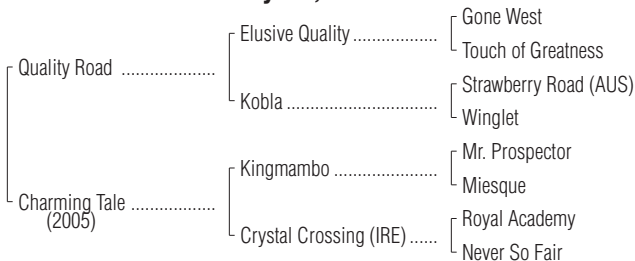 Gone West
Elusive Quality ..................
Touch of Greatness
Quality Road ....................
Strawberry Road (AUS)
Kobla ................................
Winglet
Mr. Prospector
Kingmambo ......................
Miesque
Charming Tale ..................
(2005)
Royal Academy
Crystal Crossing (IRE) ......
Never So Fair